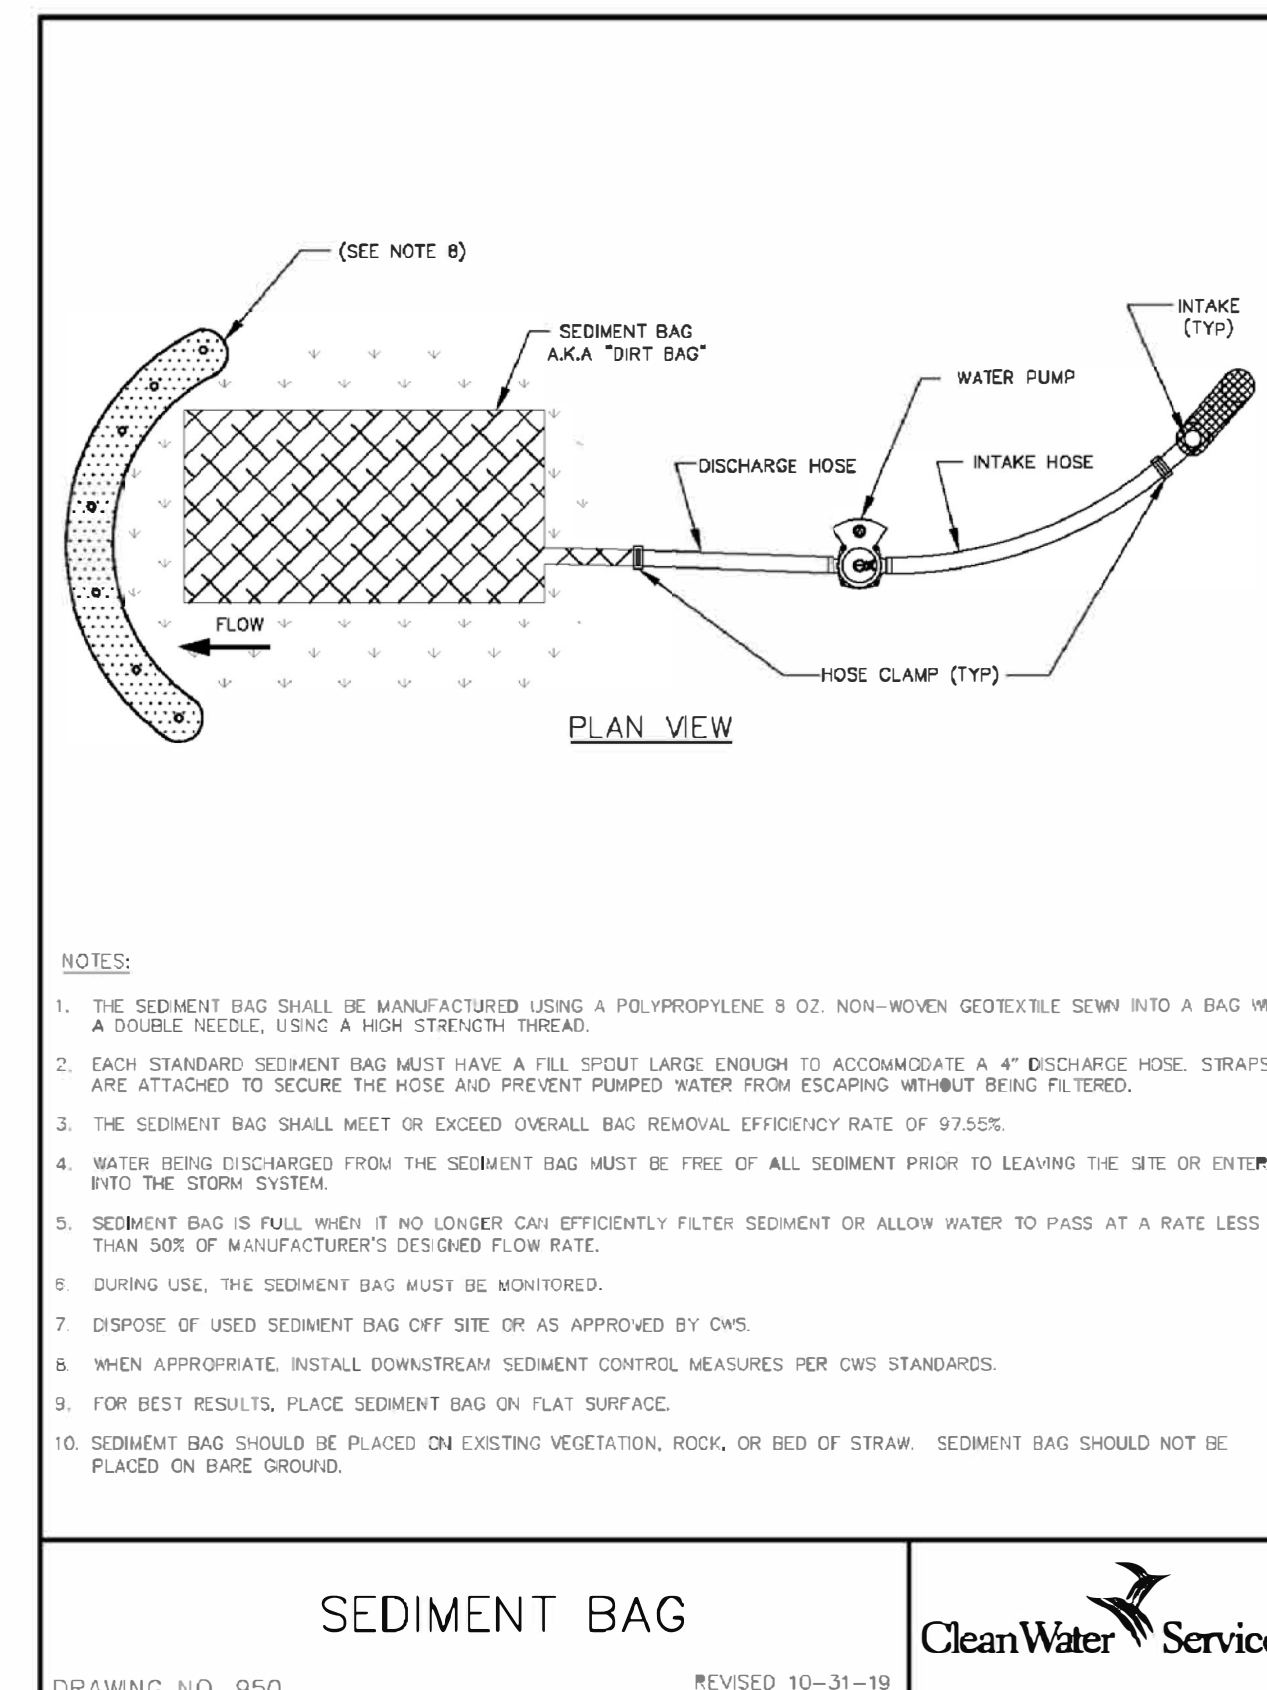 (SEE NOTE 8)
INTAKE
(TYP)
SEDIMENT BAG
A.K.A "DIRT BAG"
WATER PUMP
DISCHARGE HOSE
INTAKE HOSE
FLOW
HOSE CLAMP (TYP)
PLAN VIEW
NOTES:
1. THE SEDIMENT BAG SHALL BE MANUFACTURED USING A POLYPROPYLENE 8 OZ. NON-WOVEN GEOTEXTILE SEWN INTO A BAG
A DOUBLE NEEDLE, USING A HIGH STRENGTH THREAD.
2. EACH STANDARD SEDIMENT BAG MUST HAVE A FILL SPOUT LARGE ENOUGH TO ACCOMMODATE A 4" DISCHARGE HOSE. STRAPS
ARE ATTACHED TO SECURE THE HOSE AND PREVENT PUMPED WATER FROM ESCAPING WITHOUT BEING FILTERED.
3. THE SEDIMENT BAG SHALL MEET OR EXCEED OVERALL BAG REMOVAL EFFICIENCY RATE OF 97.55%.
4. WATER BEING DISCHARGED FROM THE SEDIMENT BAG MUST BE FREE OF ALL SEDIMENT PRIOR TO LEAVING THE SITE OR ENTER
INTO THE STORM SYSTEM.
5. SEDIMENT BAG IS FULL WHEN IT NO LONGER CAN EFFICIENTLY FILTER SEDIMENT OR ALLOW WATER TO PASS AT A RATE LESS
THAN 50% OF MANUFACTURER'S DESIGNED FLOW RATE.
6. DURING USE, THE SEDIMENT BAG MUST BE MONITORED.
7. DISPOSE OF USED SEDIMENT BAG OFF SITE OR AS APPROVED BY CWS.
8. WHEN APPROPRIATE, INSTALL DOWNSTREAM SEDIMENT CONTROL MEASURES PER CWS STANDARDS.
9. FOR BEST RESULTS, PLACE SEDIMENT BAG ON FLAT SURFACE.
10. SEDIMEMT BAG SHOULD BE PLACED ON EXISTING VEGETATION, ROCK, OR BED OF STRAW. SEDIMENT BAG SHOULD NOT BE
PLACED ON BARE GROUND.
SEDIMENT BAG
CleanWater Service
DRAWING NO. 950
REVISED 10-31-19